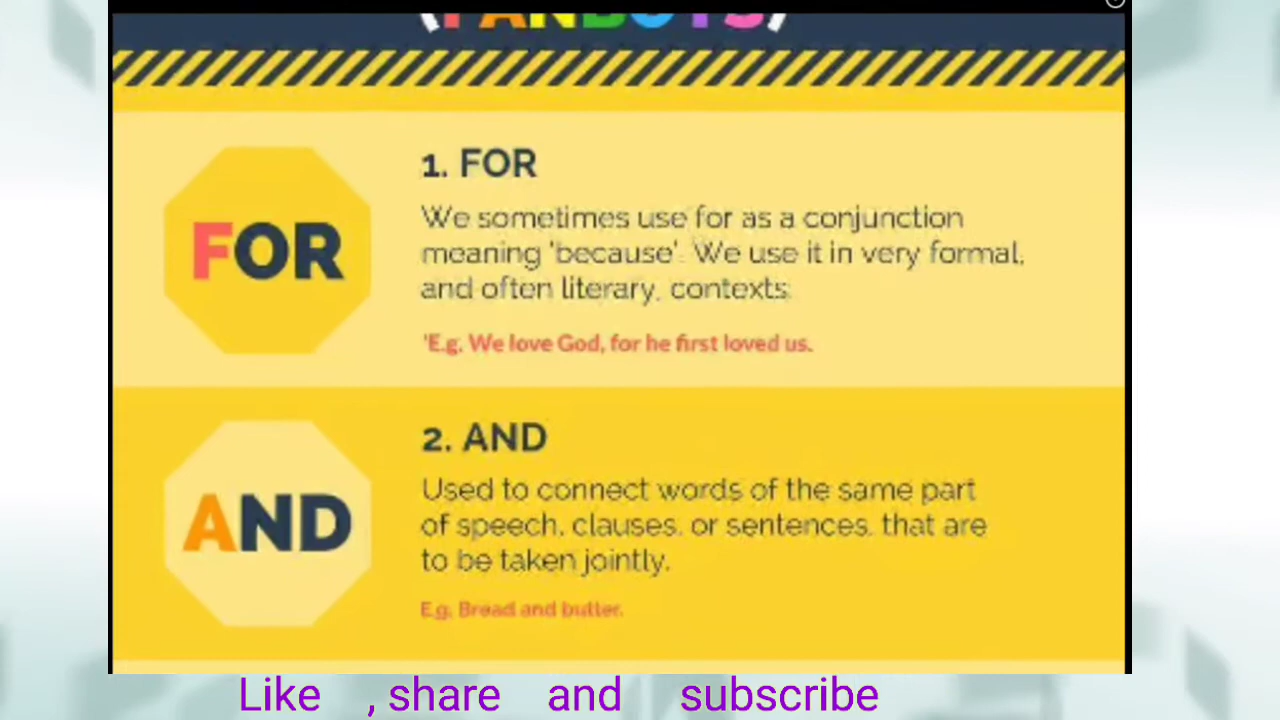 (FANBOYS)
FOR
1. FOR
We sometimes use for as a conjunction
meaning 'because'. We use it in very formal,
and often literary, contexts.
'E.g. We love God, for he first loved us.
AND
2. AND
Used to connect words of the same part
of speech, clauses, or sentences, that are
to be taken jointly.
E.g. Bread and butter.
Like , share and subscribe